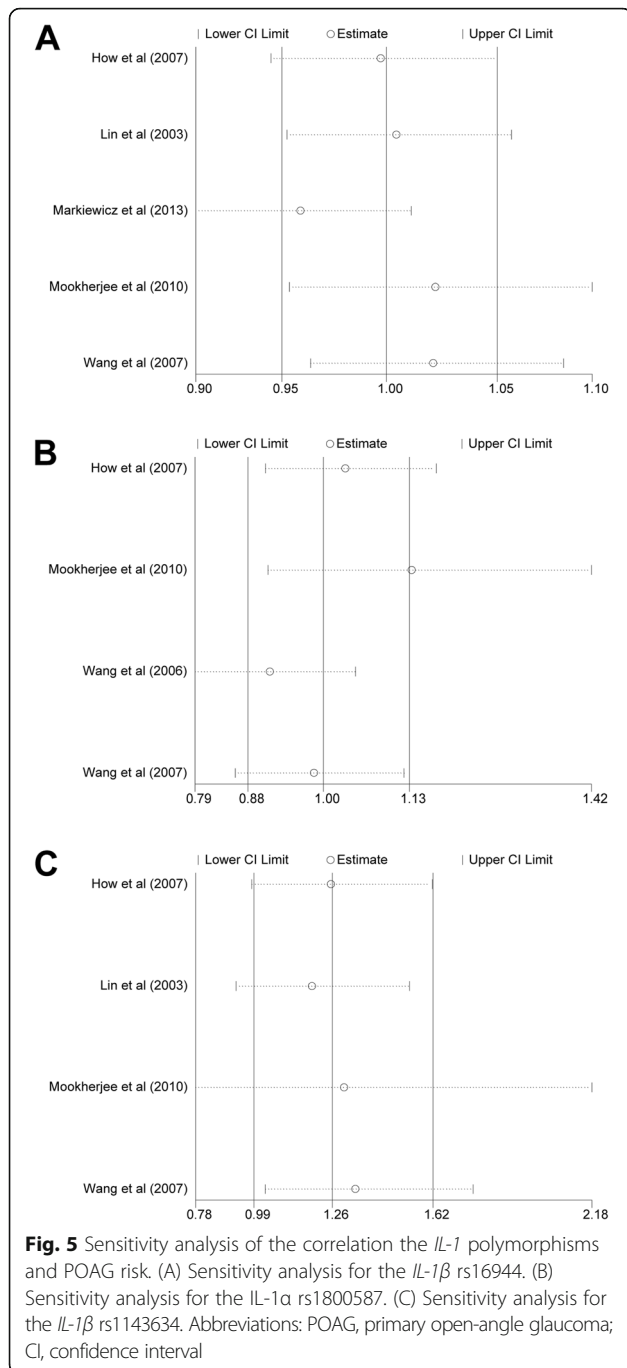 A
Lower CI Limit Estimate Upper CI Limit
How et al (2007)
Lin et al (2003)
Markiewicz et al (2013)
Mookherjee et al (2010)
Wang et al (2007)
0.90 0.95 1.00 1.05 1.10
B
Lower CI Limit Estimate Upper CI Limit
How et al (2007)
Mookherjee et al (2010)
Wang et al (2006)
Wang et al (2007)
0.79 0.88 1.00 1.13 1.42
C
Lower CI Limit Estimate Upper CI Limit
How et al (2007)
Lin et al (2003)
Mookherjee et al (2010)
Wang et al (2007)
0.78 0.99 1.26 1.62 2.18
Fig. 5 Sensitivity analysis of the correlation the IL-1 polymorphisms
and POAG risk. (A) Sensitivity analysis for the IL-1β rs16944. (B)
Sensitivity analysis for the IL-1α rs1800587. (C) Sensitivity analysis for
the IL-1β rs1143634. Abbreviations: POAG, primary open-angle glaucoma;
CI, confidence interval